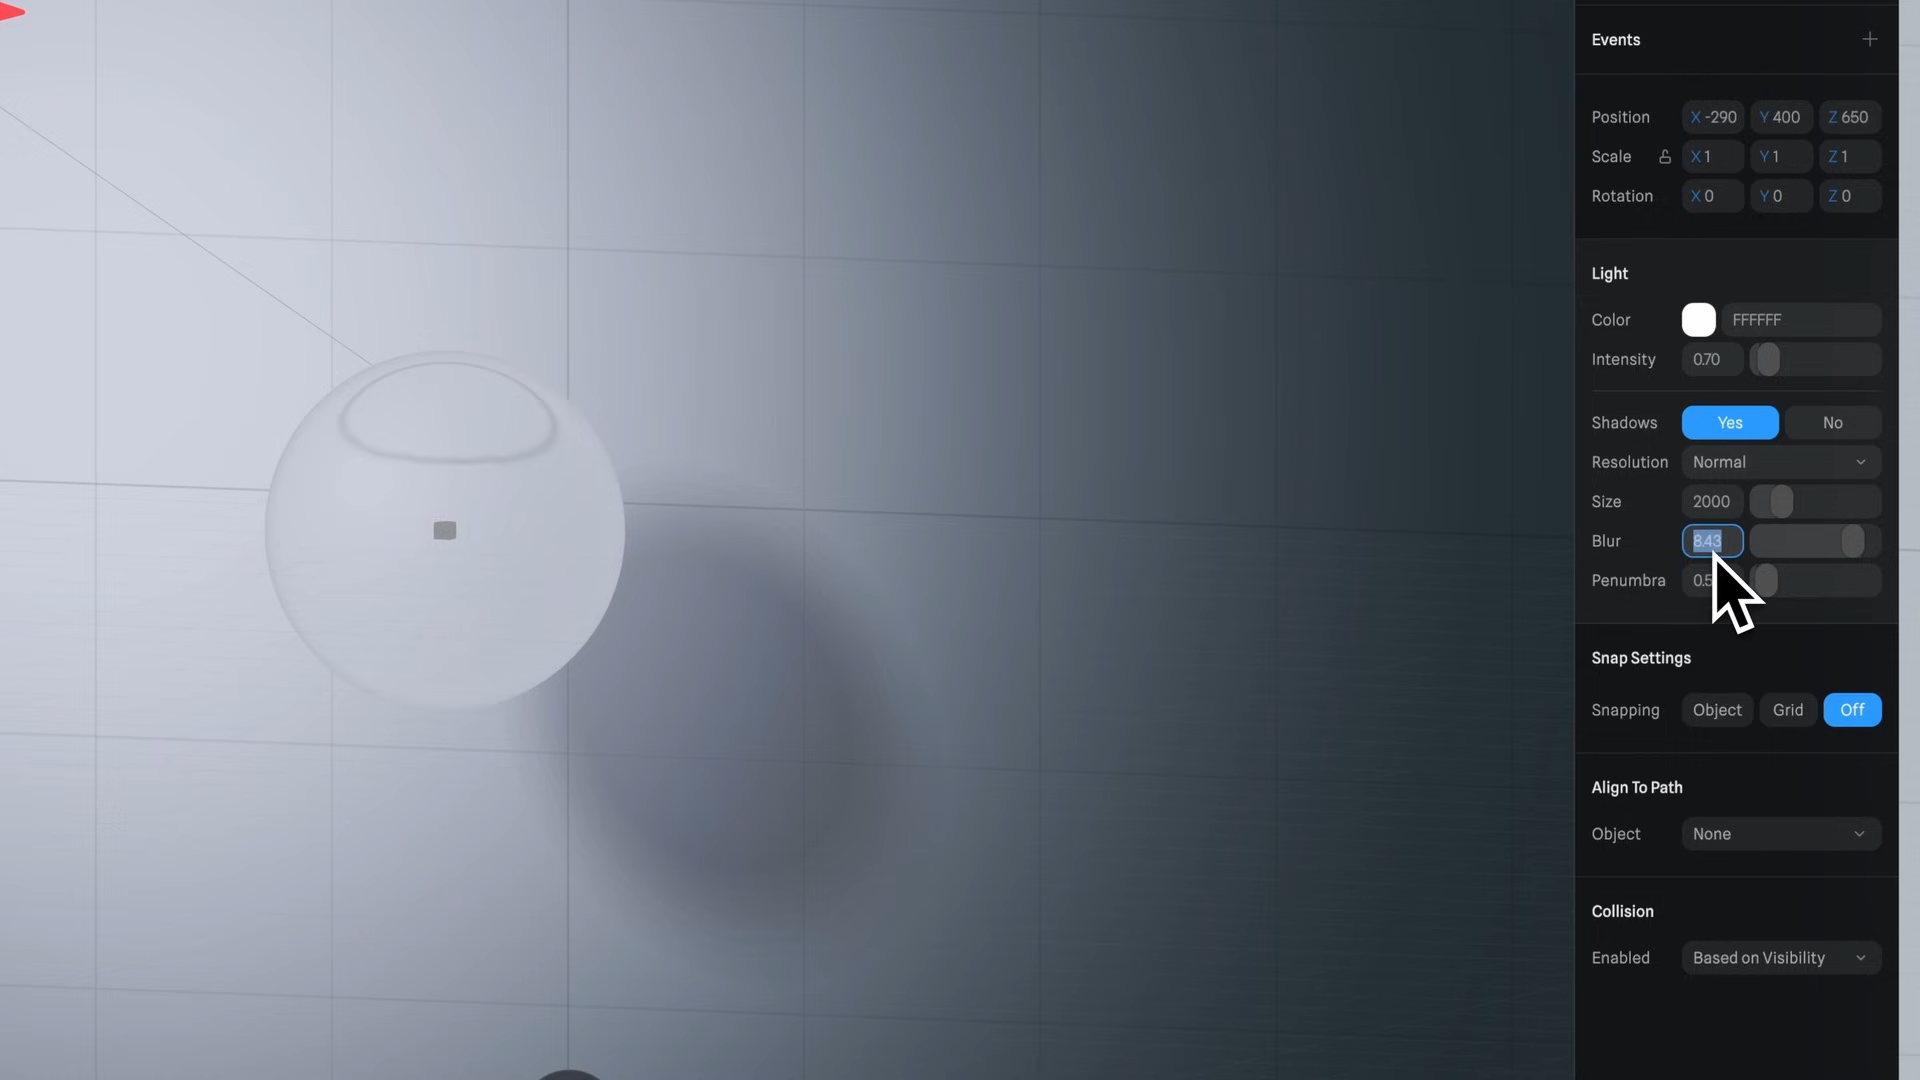 Events
Position X -290 Y 400 Z 650
Scale X 1 Y 1 Z 1
Rotation X 0 Y 0 Z 0
Light
Color FFFFFF
Intensity 0.70
Shadows Yes No
Resolution Normal
Size 2000
Blur 8.43
Penumbra 0.5
Snap Settings
Snapping Object Grid Off
Align To Path
Object None
Collision
Enabled Based on Visibility